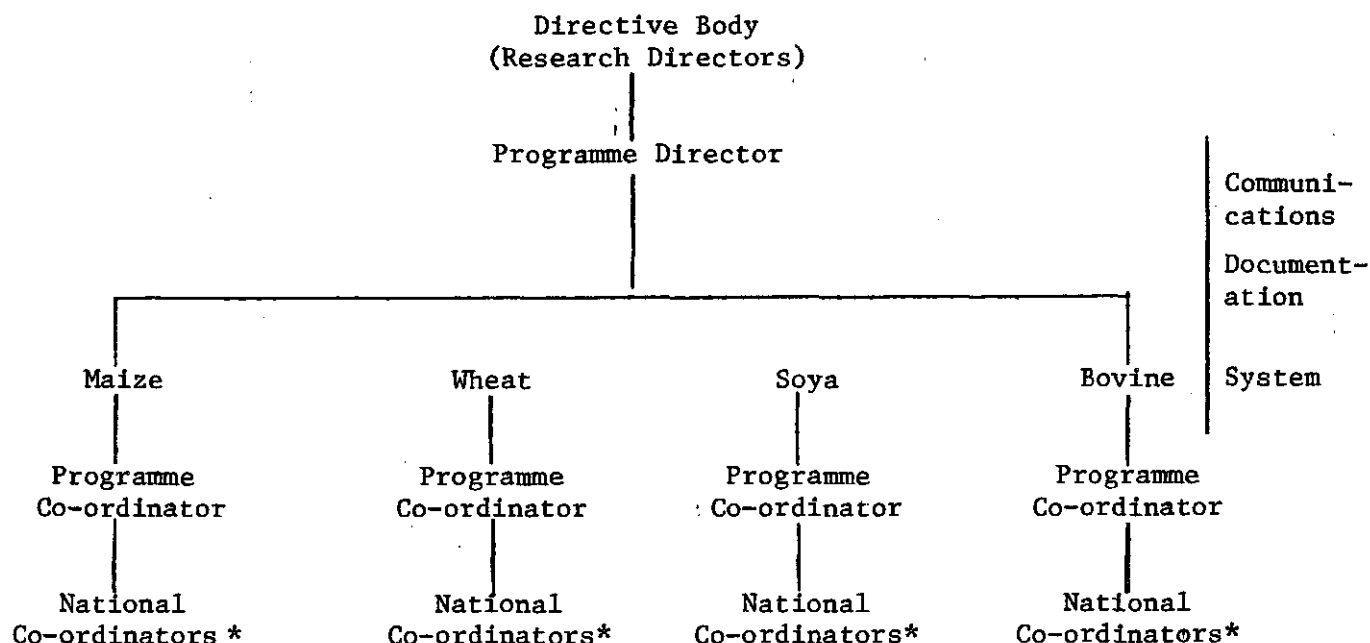 Directive Body
(Research Directors)
Programme Director
Communi-
cations
Document-
ation
System
Maize
Wheat
Soya
Bovine
Programme
Co-ordinator
Programme
Co-ordinator
Programme
Co-ordinator
Programme
Co-ordinator
National
Co-ordinators *
National
Co-ordinators*
National
Co-ordinators*
National
Co-ordinators*